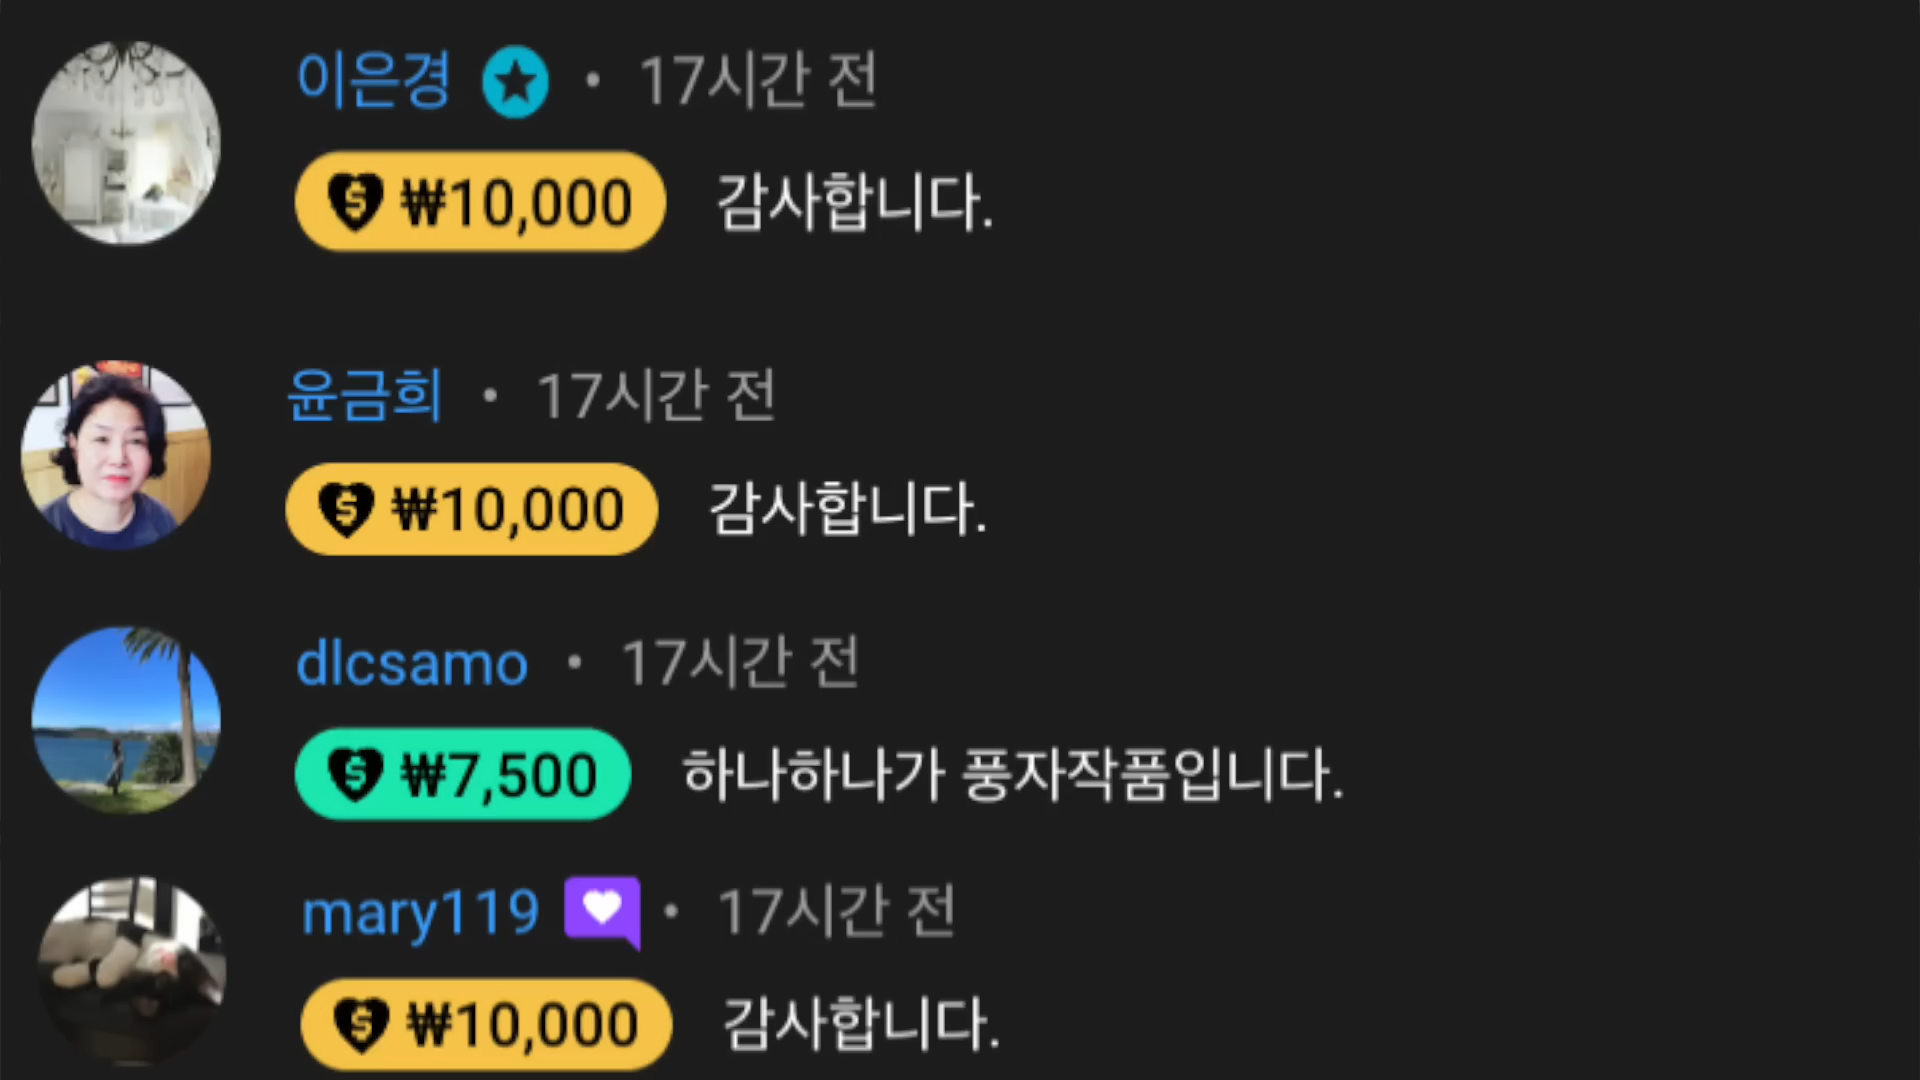 이은경 • 17시간 전
₩10,000 감사합니다.
윤금희 • 17시간 전
₩10,000 감사합니다.
dlcsamo • 17시간 전
₩7,500 하나하나가 풍자작품입니다.
mary119 • 17시간 전
₩10,000 감사합니다.